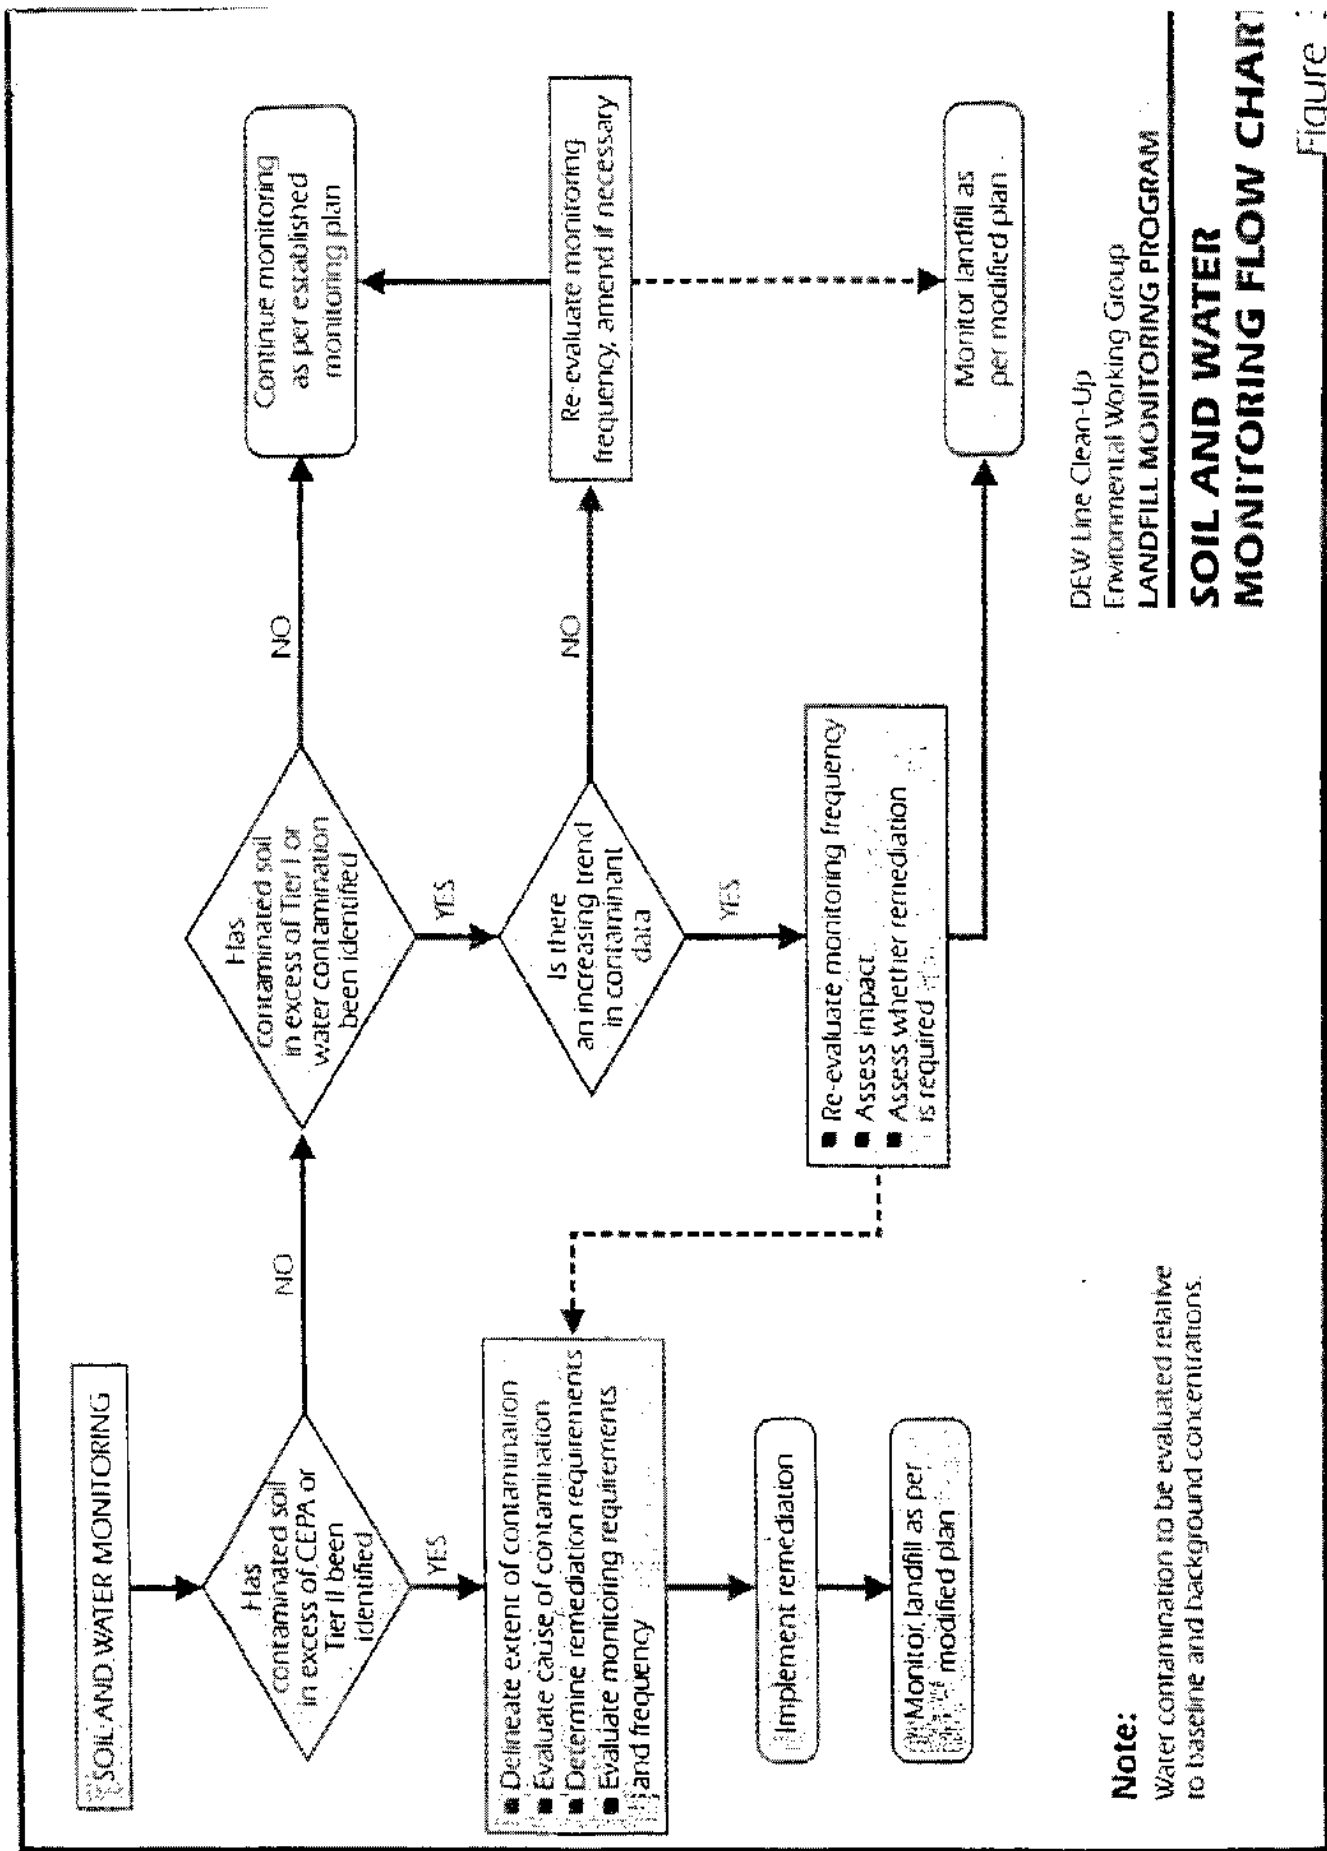 SOIL AND WATER MONITORING
Has
contaminated soil
in excess of CEPA or
Tier II been
identified
NO
YES
Has
contaminated soil
in excess of Tier I or
water contamination
been identified
NO
YES
Continue monitoring
as per established
monitoring plan
Is there
an increasing trend
in contaminant
data
NO
YES
Re-evaluate monitoring
frequency, amend if necessary
■ Delineate extent of contamination
■ Evaluate cause of contamination
■ Determine remediation requirements
■ Evaluate monitoring requirements
and frequency
■ Re-evaluate monitoring frequency
■ Assess impact
■ Assess whether remediation
is required
Implement remediation
Monitor landfill as per
modified plan
Monitor landfill as
per modified plan
Note:
Water contamination to be evaluated relative
to baseline and background concentrations.
DEW Line Clean-Up
Environmental Working Group
LANDFILL MONITORING PROGRAM
SOIL AND WATER
MONITORING FLOW CHART
Figure